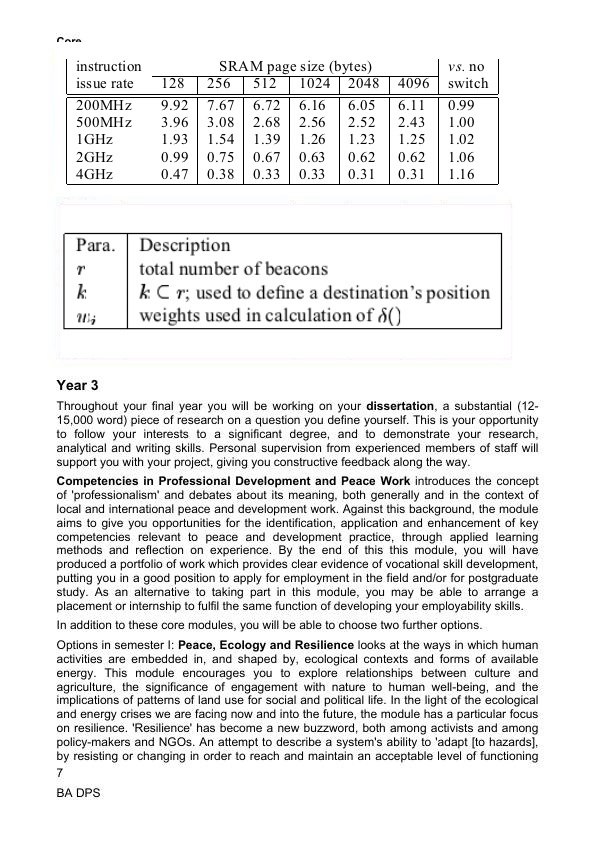 Core
instruction SRAM page size (bytes) vs. no
issue rate 128 256 512 1024 2048 4096 switch
200MHz 9.92 7.67 6.72 6.16 6.05 6.11 0.99
500MHz 3.96 3.08 2.68 2.56 2.52 2.43 1.00
1GHz 1.93 1.54 1.39 1.26 1.23 1.25 1.02
2GHz 0.99 0.75 0.67 0.63 0.62 0.62 1.06
4GHz 0.47 0.38 0.33 0.33 0.31 0.31 1.16
Para. Description
r total number of beacons
k k ⊂ r; used to define a destination's position
w_i weights used in calculation of δ()
Year 3
Throughout your final year you will be working on your dissertation, a substantial (12-
15,000 word) piece of research on a question you define yourself. This is your opportunity
to follow your interests to a significant degree, and to demonstrate your research,
analytical and writing skills. Personal supervision from experienced members of staff will
support you with your project, giving you constructive feedback along the way.
Competencies in Professional Development and Peace Work introduces the concept
of 'professionalism' and debates about its meaning, both generally and in the context of
local and international peace and development work. Against this background, the module
aims to give you opportunities for the identification, application and enhancement of key
competencies relevant to peace and development practice, through applied learning
methods and reflection on experience. By the end of this this module, you will have
produced a portfolio of work which provides clear evidence of vocational skill development,
putting you in a good position to apply for employment in the field and/or for postgraduate
study. As an alternative to taking part in this module, you may be able to arrange a
placement or internship to fulfil the same function of developing your employability skills.
In addition to these core modules, you will be able to choose two further options.
Options in semester I: Peace, Ecology and Resilience looks at the ways in which human
activities are embedded in, and shaped by, ecological contexts and forms of available
energy. This module encourages you to explore relationships between culture and
agriculture, the significance of engagement with nature to human well-being, and the
implications of patterns of land use for social and political life. In the light of the ecological
and energy crises we are facing now and into the future, the module has a particular focus
on resilience. 'Resilience' has become a new buzzword, both among activists and among
policy-makers and NGOs. An attempt to describe a system's ability to 'adapt [to hazards],
by resisting or changing in order to reach and maintain an acceptable level of functioning
7
BA DPS